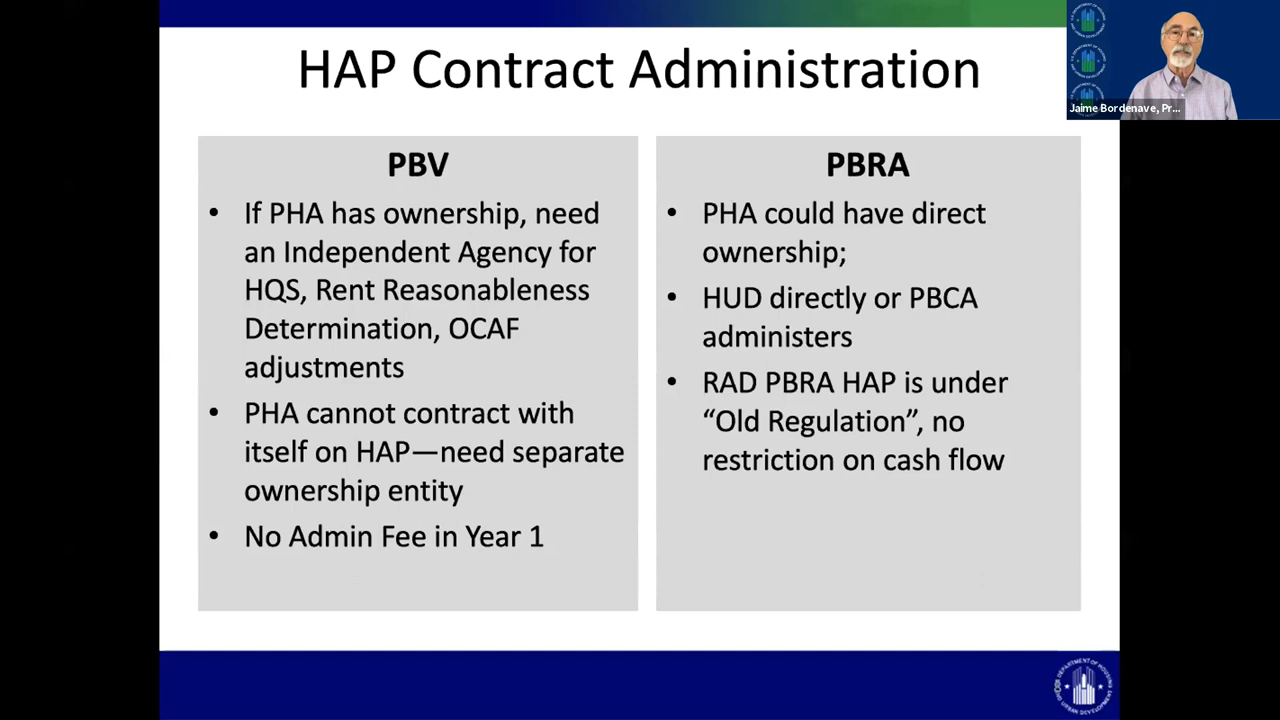 HAP Contract Administration
PBV
• If PHA has ownership, need
an Independent Agency for
HQS, Rent Reasonableness
Determination, OCAF
adjustments
• PHA cannot contract with
itself on HAP—need separate
ownership entity
• No Admin Fee in Year 1
PBRA
• PHA could have direct
ownership;
• HUD directly or PBCA
administers
• RAD PBRA HAP is under
“Old Regulation”, no
restriction on cash flow
Jaime Bordenave, Pr...